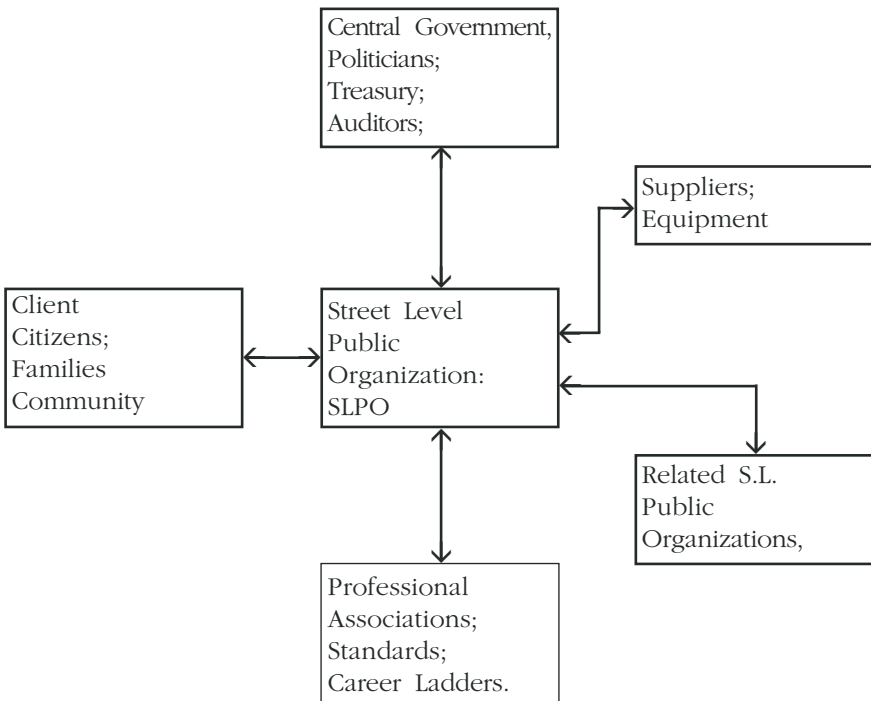 Central Government,
Politicians;
Treasury;
Auditors;
Suppliers;
Equipment
Client
Citizens;
Families
Community
Street Level
Public
Organization:
SLPO
Related S.L.
Public
Organizations,
Professional
Associations;
Standards;
Career Ladders.